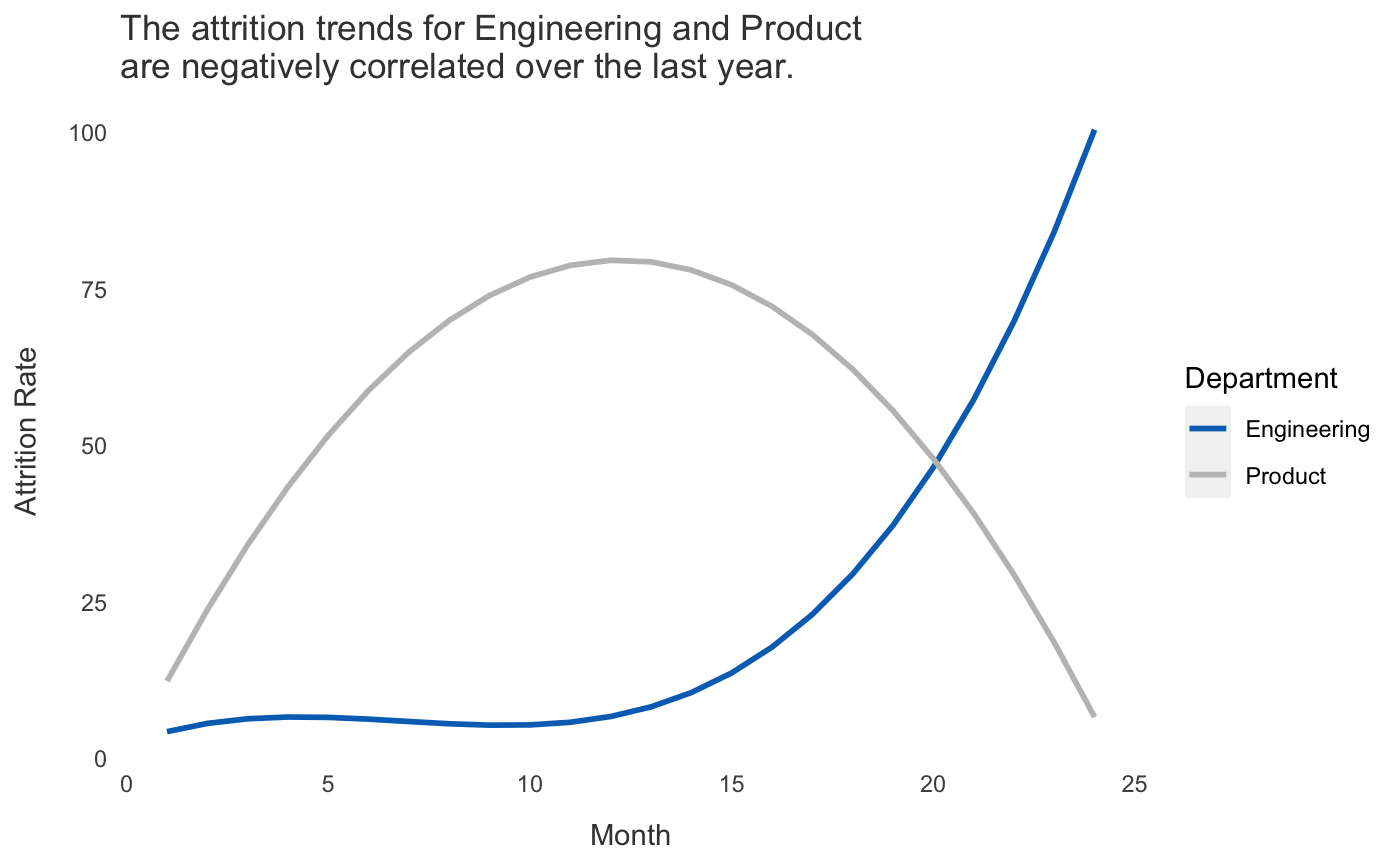 The attrition trends for Engineering and Product
are negatively correlated over the last year.
100
75
50
25
0
Attrition Rate
0 5 10 15 20 25
Month
Department
Engineering
Product